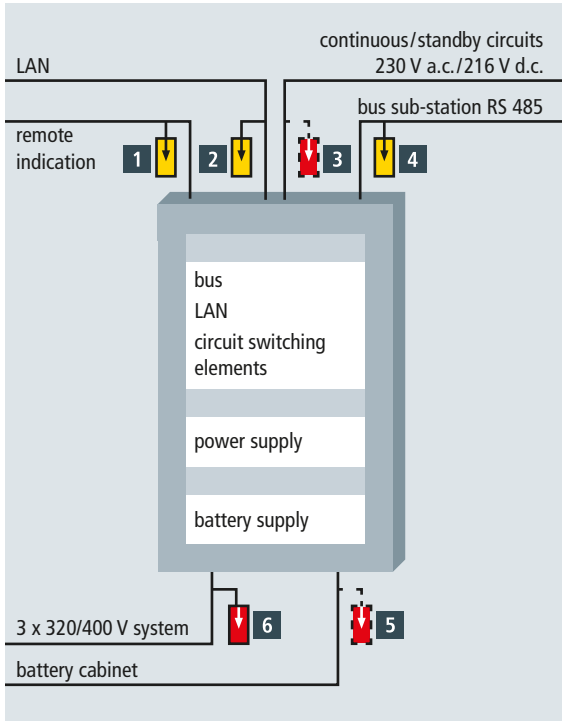 continuous/standby circuits
LAN
230 V a.c./216 V d.c.
bus sub-station RS 485
remote
indication
1
2
3
4
bus
LAN
circuit switching
elements
power supply
battery supply
6
5
3 x 320/400 V system
battery cabinet